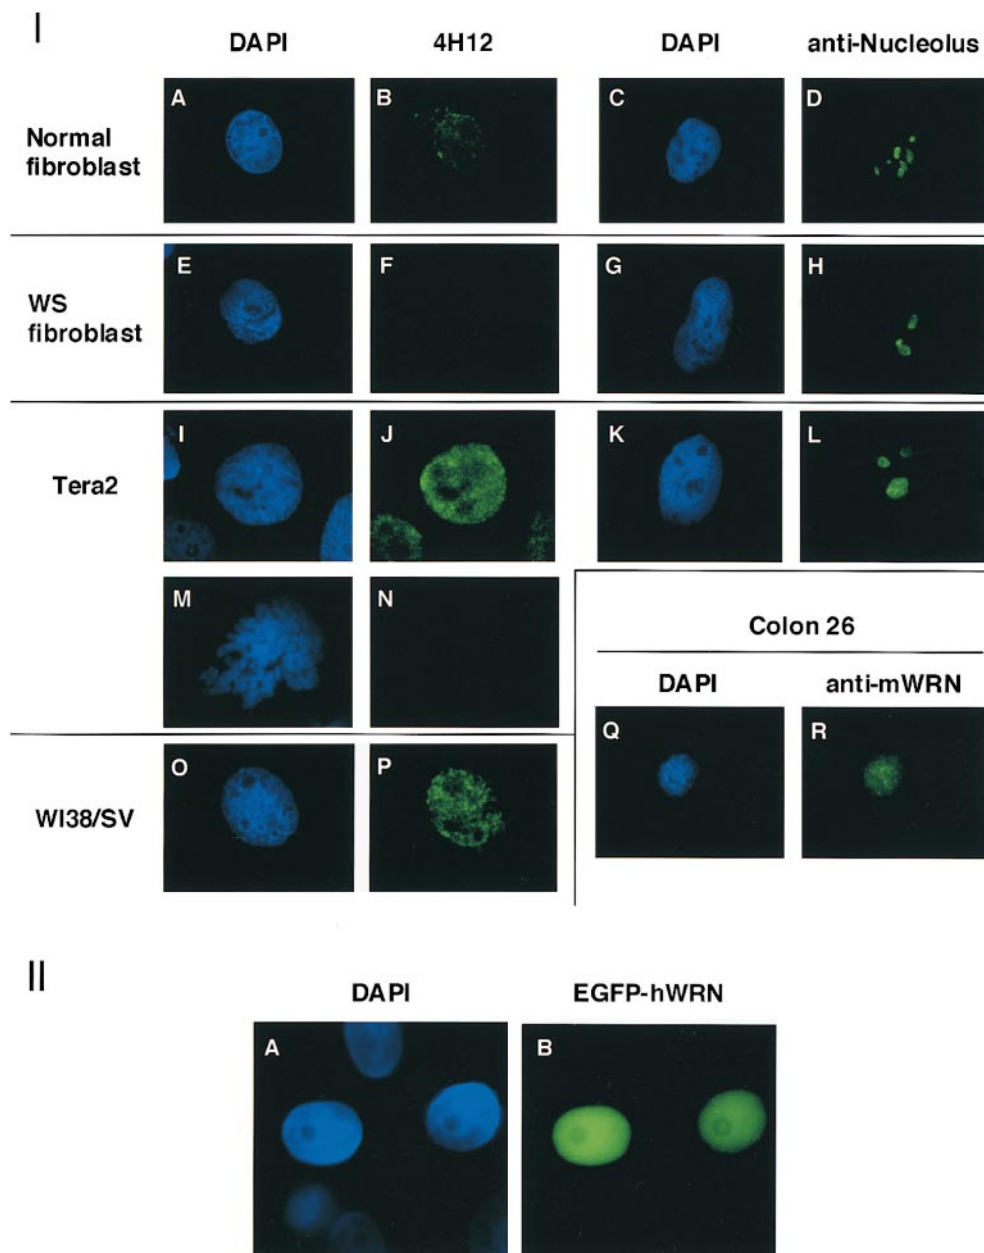 I
DAPI 4H12 DAPI anti-Nucleolus
Normal
fibroblast
A B C D
WS
fibroblast
E F G H
Tera2
I J K L
M N
Colon 26
DAPI anti-mWRN
Q R
WI38/SV
O P
II
DAPI EGFP-hWRN
A B